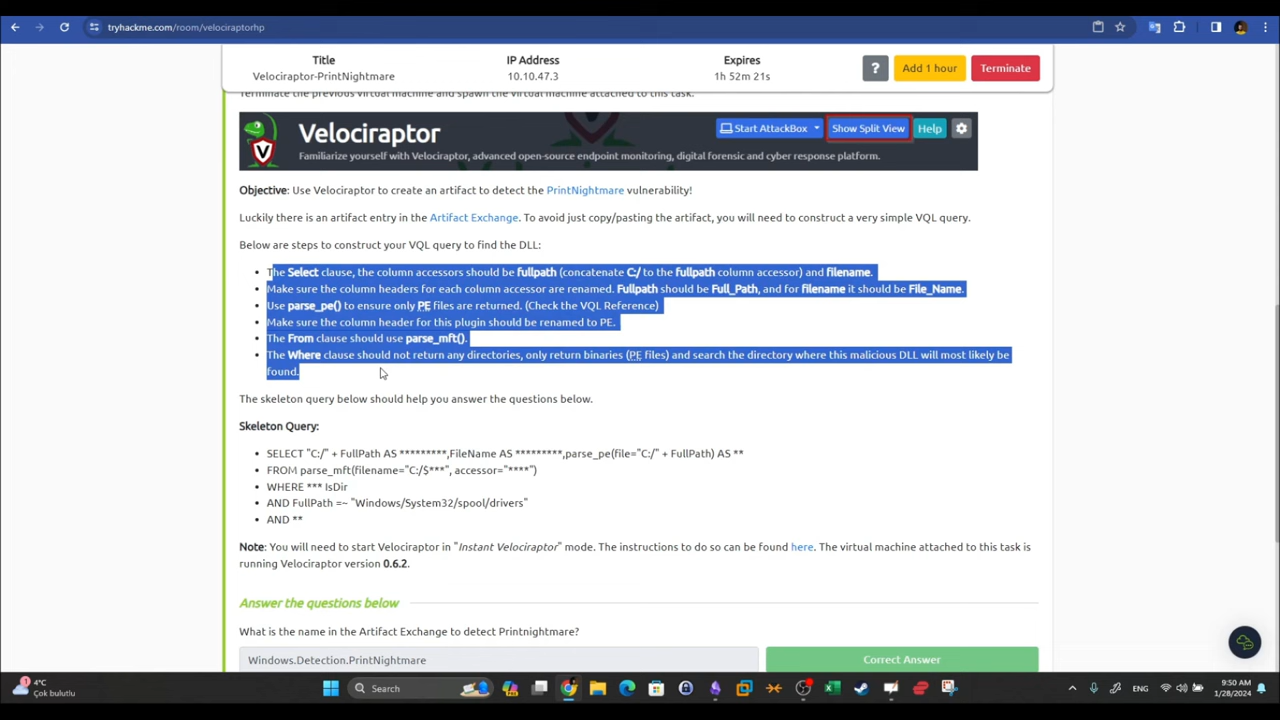 tryhackme.com/room/velociraptorhp
Title
IP Address
Expires
Velociraptor-PrintNightmare
10.10.47.3
1h 52m 21s
?
Add 1 hour
Terminate
Terminate the previous virtual machine and spawn the virtual machine attached to this task.
Velociraptor
Start AttackBox
Show Split View
Help
Familiarize yourself with Velociraptor, advanced open-source endpoint monitoring, digital forensic and cyber response platform.
Objective: Use Velociraptor to create an artifact to detect the PrintNightmare vulnerability!
Luckily there is an artifact entry in the Artifact Exchange. To avoid just copy/pasting the artifact, you will need to construct a very simple VQL query.
Below are steps to construct your VQL query to find the DLL:
• The Select clause, the column accessors should be fullpath (concatenate C:/ to the fullpath column accessor) and filename.
• Make sure the column headers for each column accessor are renamed. Fullpath should be Full_Path, and for filename it should be File_Name.
• Use parse_pe() to ensure only PE files are returned. (Check the VQL Reference)
• Make sure the column header for this plugin should be renamed to PE.
• The From clause should use parse_mft().
• The Where clause should not return any directories, only return binaries (PE files) and search the directory where this malicious DLL will most likely be
found.
The skeleton query below should help you answer the questions below.
Skeleton Query:
• SELECT "C:/" + FullPath AS *********,FileName AS *********,parse_pe(file="C:/" + FullPath) AS **
• FROM parse_mft(filename="C:/$***", accessor="****")
• WHERE *** IsDir
• AND FullPath =~ "Windows/System32/spool/drivers"
• AND **
Note: You will need to start Velociraptor in "Instant Velociraptor" mode. The instructions to do so can be found here. The virtual machine attached to this task is
running Velociraptor version 0.6.2.
Answer the questions below
What is the name in the Artifact Exchange to detect Printnightmare?
Windows.Detection.PrintNightmare
Correct Answer
1
4°C
Çok bulutlu
Search
ENG
9:50 AM
1/28/2024